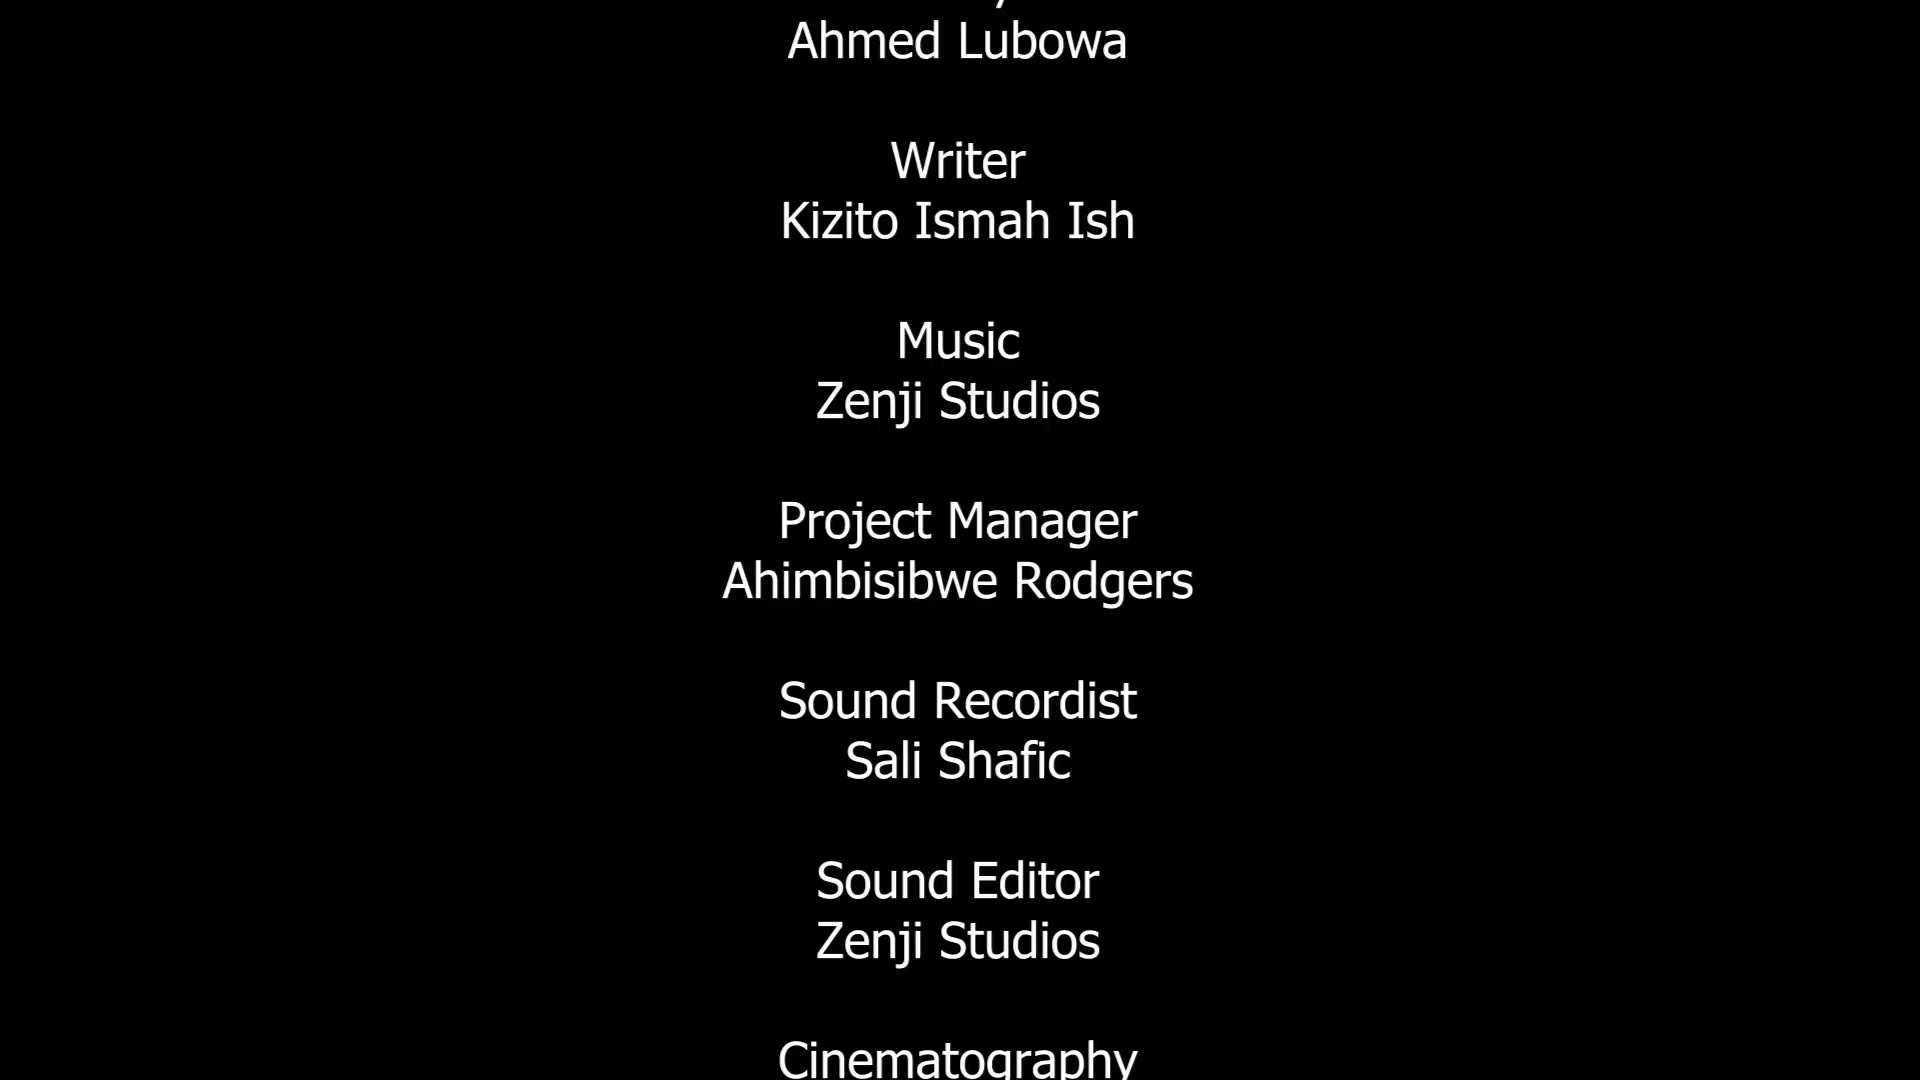 Ahmed Lubowa
Writer
Kizito Ismah Ish
Music
Zenji Studios
Project Manager
Ahimbisibwe Rodgers
Sound Recordist
Sali Shafic
Sound Editor
Zenji Studios
Cinematography